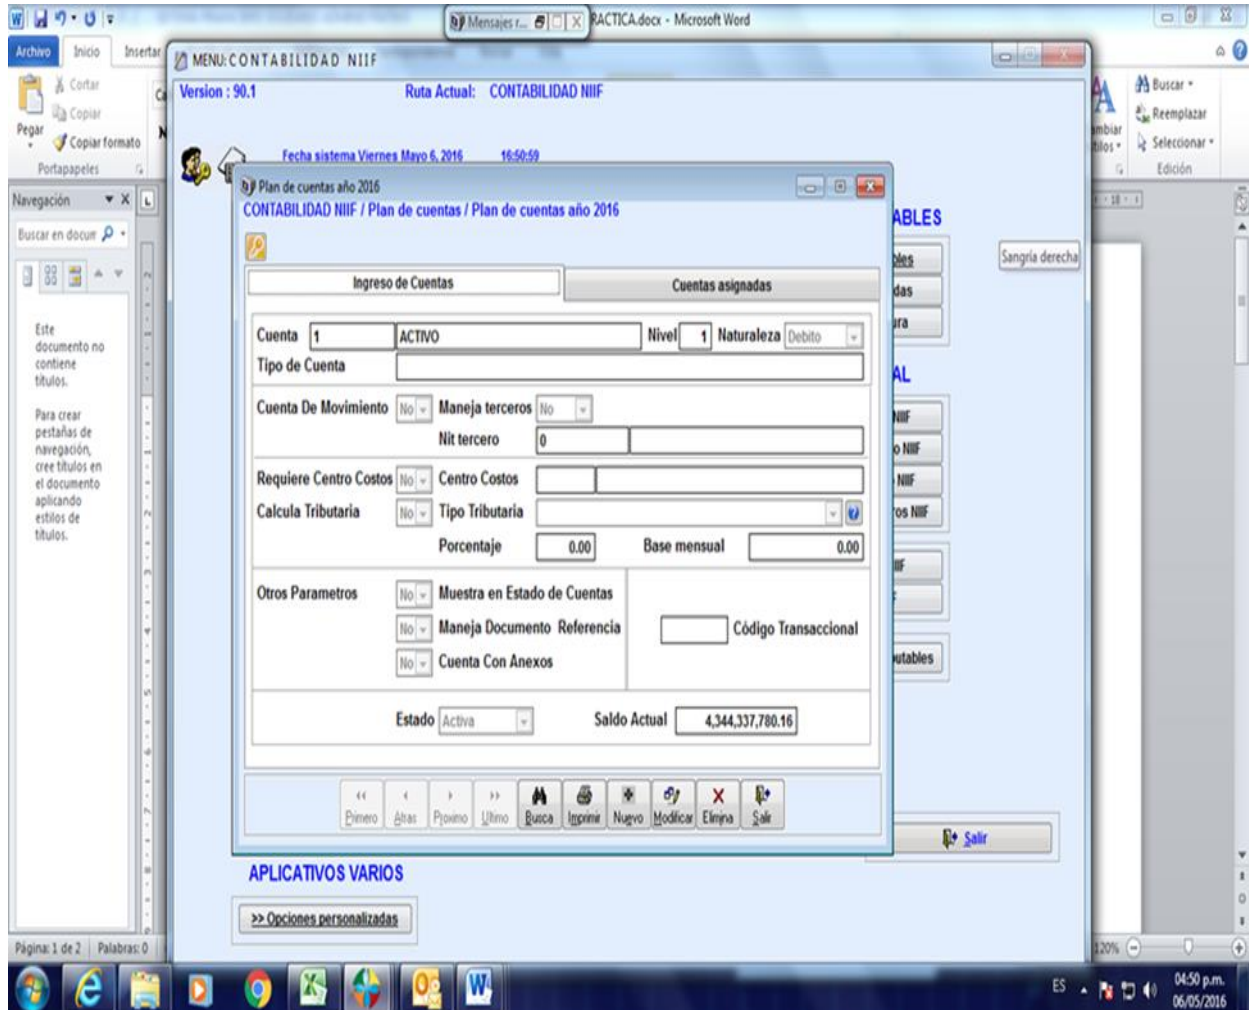 Mensajes r...
RACTICA.docx - Microsoft Word
Archivo Inicio Insertar
Cortar
Copiar
Pegar
Copiar formato
Portapapeles
Buscar
Reemplazar
Seleccionar
Edición
MENU: CONTABILIDAD NIIF
Version : 90.1 Ruta Actual: CONTABILIDAD NIIF
Fecha sistema Viernes Mayo 6, 2016 16:50:59
Navegación
Buscar en docum
Este
documento no
contiene
títulos.
Para crear
pestañas de
navegación,
cree títulos en
el documento
aplicando
estilos de
títulos.
Plan de cuentas año 2016
CONTABILIDAD NIIF / Plan de cuentas / Plan de cuentas año 2016
Ingreso de Cuentas Cuentas asignadas
Cuenta 1 ACTIVO Nivel 1 Naturaleza Debito
Tipo de Cuenta
Cuenta De Movimiento No Maneja terceros No
Nit tercero 0
Requiere Centro Costos No Centro Costos
Calcula Tributaria No Tipo Tributaria
Porcentaje 0.00 Base mensual 0.00
Otros Parametros No Muestra en Estado de Cuentas
No Maneja Documento Referencia Código Transaccional
No Cuenta Con Anexos
Estado Activa Saldo Actual 4,344,337,780.16
Primero Atras Proximo Ultimo Busca Imprimir Nuevo Modificar Elimina Salir
ABLES
bles
das
ura
AL
NIIF
o NIIF
NIIF
ros NIIF
utables
Sangría derecha
Salir
APLICATIVOS VARIOS
>> Opciones personalizadas
Página: 1 de 2 Palabras: 0
120%
ES
04:50 p.m.
06/05/2016